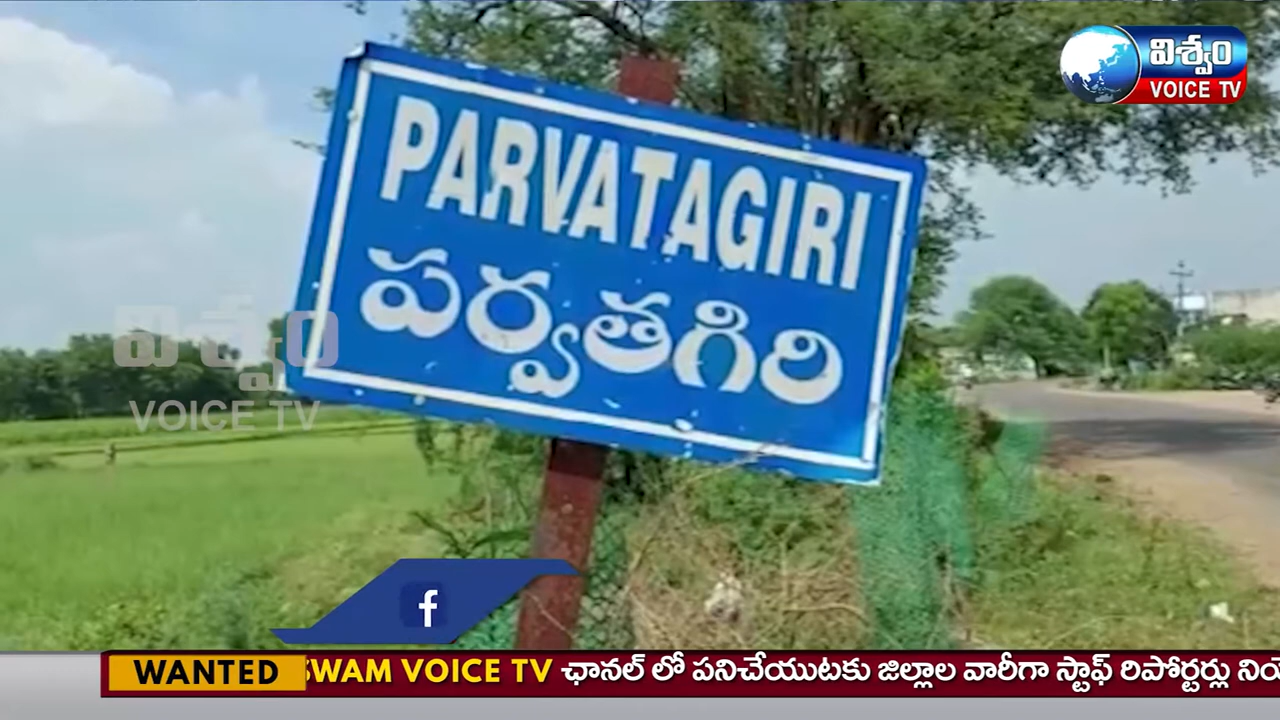 విశ్వం
VOICE TV
PARVATAGIRI
పర్వతగిరి
విశ్వం
VOICE TV
f
WANTED
SWAM VOICE TV ఛానల్ లో పనిచేయుటకు జిల్లాల వారీగా స్టాఫ్ రిపోర్టర్లు